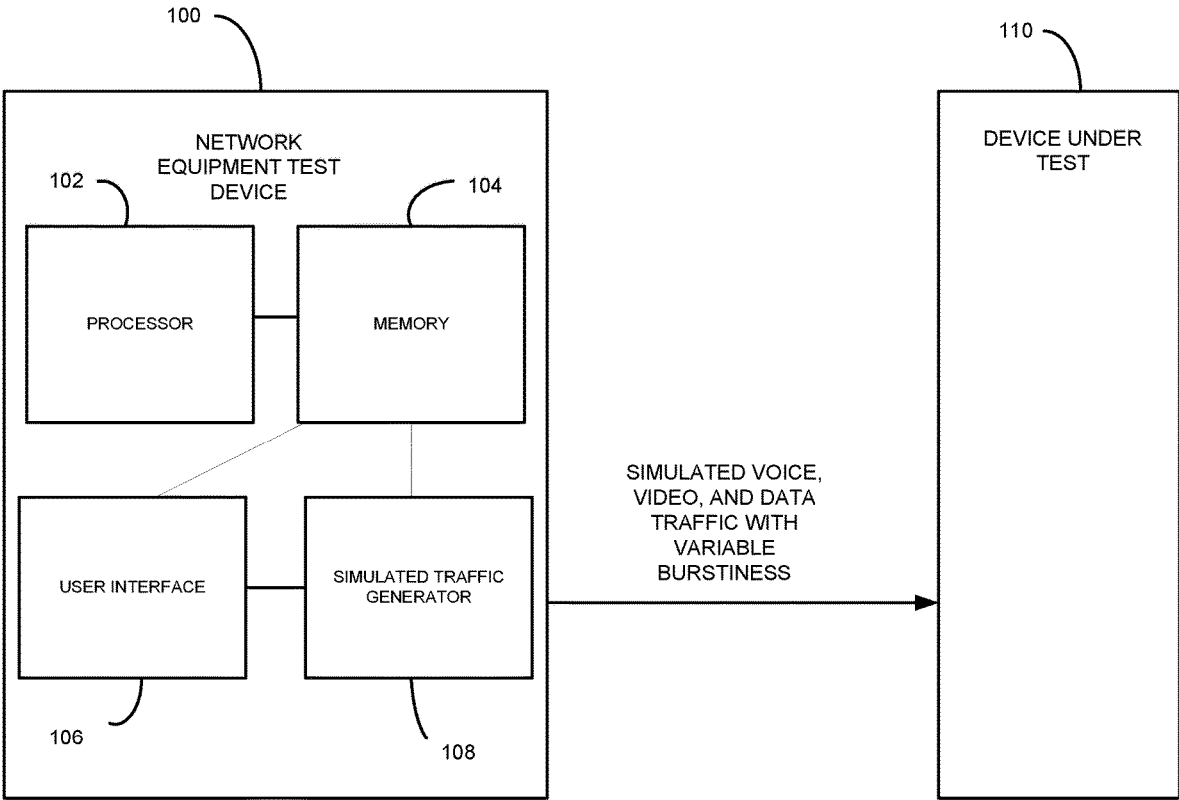 100
110
NETWORK
EQUIPMENT TEST
DEVICE
DEVICE UNDER
TEST
102
104
PROCESSOR
MEMORY
SIMULATED VOICE,
VIDEO, AND DATA
TRAFFIC WITH
VARIABLE
BURSTINESS
USER INTERFACE
SIMULATED TRAFFIC
GENERATOR
106
108